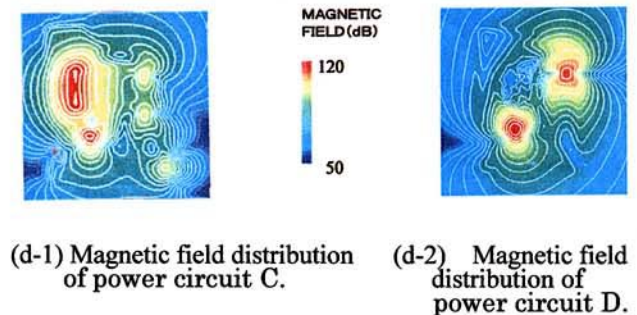 MAGNETIC
FIELD (dB)
120
50
(d-1) Magnetic field distribution
of power circuit C.
(d-2) Magnetic field
distribution of
power circuit D.